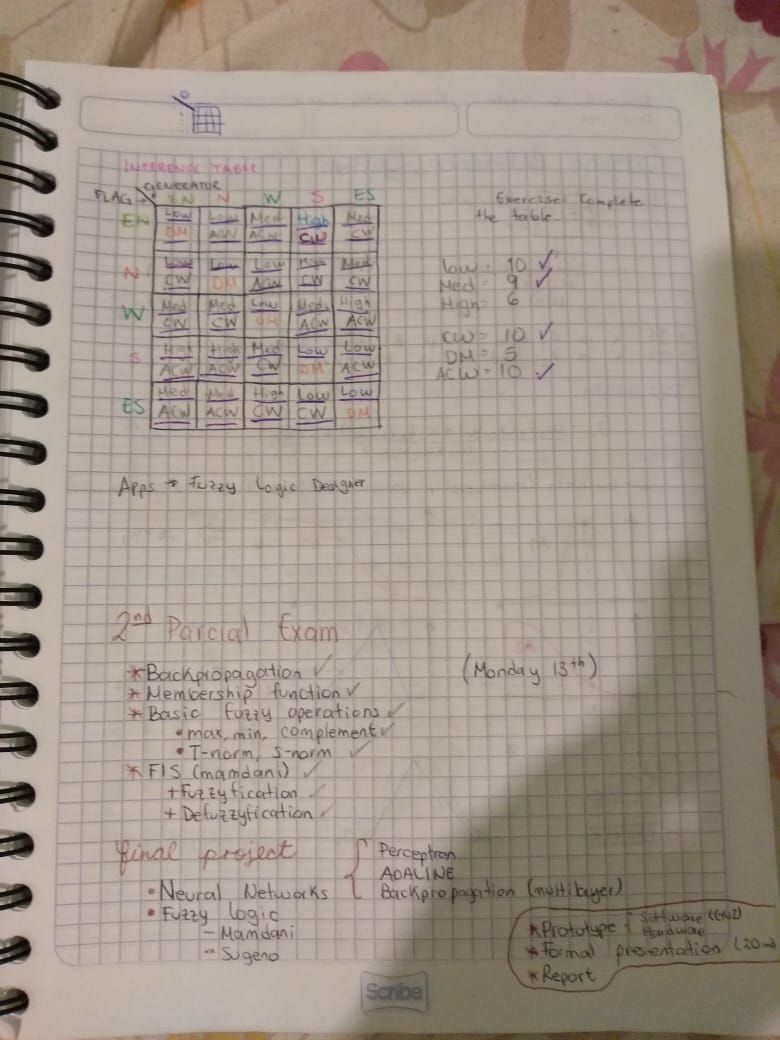 INFERENCE TABLE
GENERATOR
FLAG EN N W S ES
EN Low Low Med High Med
DM ACW ACW CW CW
N Low Low Low Med
CW DM ACW CW CW
W Med Med Low Med High
CW CW DM ACW ACW
S High High Med Low Low
ACW ACW CW DM ACW
ES Med Med High Low Low
ACW ACW CW CW DM
Exercise: Complete
the table.
Low = 10 ✓
Med = 9 ✓
High = 6
CW = 10 ✓
DM = 5
ACW = 10 ✓
Apps → Fuzzy Logic Designer
2nd Parcial Exam
(Monday 13th)
* Backpropagation ✓
* Membership function ✓
* Basic fuzzy operations ✓
• max, min, complement ✓
• T-norm, S-norm ✓
* FIS (mamdani) ✓
+ Fuzzyfication ✓
+ Defuzzyfication ✓
final project
• Neural Networks { Perceptron
ADALINE
Backpropagation (multilayer)
• Fuzzy logic
- Mamdani
- Sugeno
* Prototype { Software
Hardware
* Formal presentation (20
* Report
Scribe